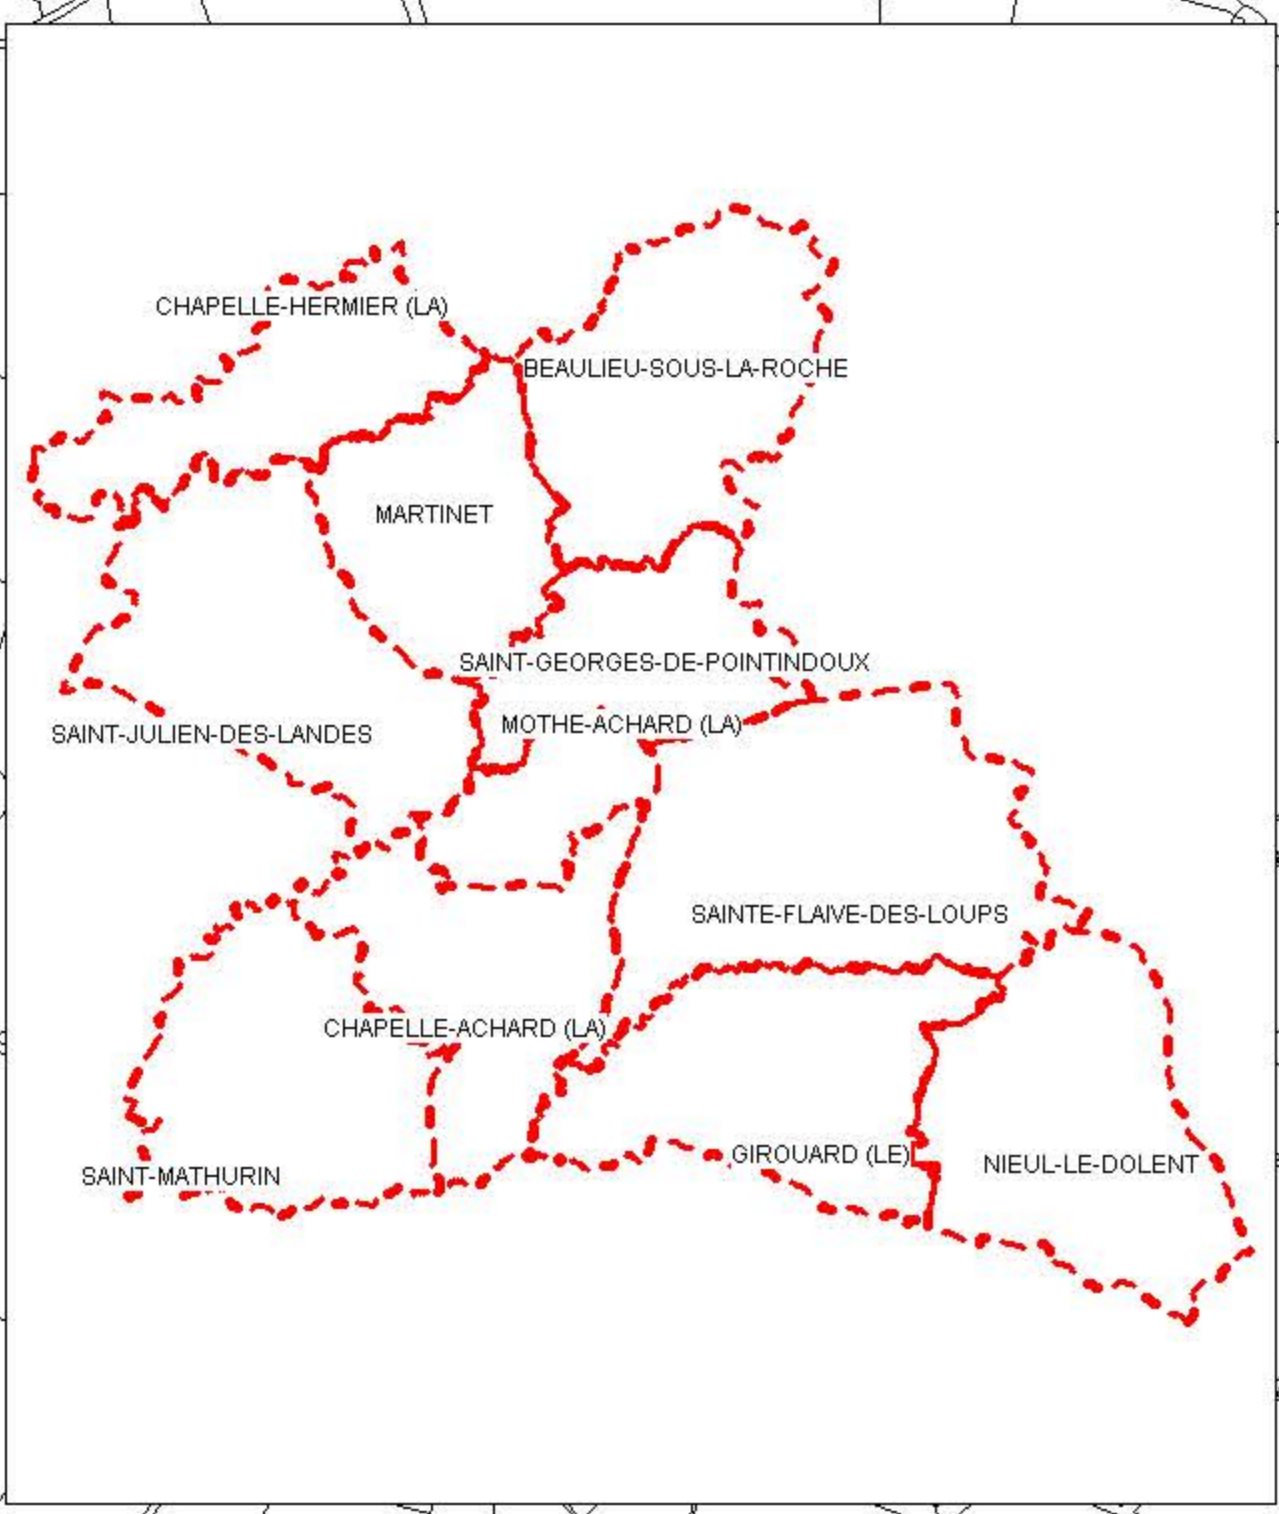 CHAPELLE-HERMIER (LA)
BEAULIEU-SOUS-LA-ROCHE
MARTINET
SAINT-GEORGES-DE-POINTINDOUX
MOTHE-ACHARD (LA)
SAINT-JULIEN-DES-LANDES
SAINTE-FLAIVE-DES-LOUPS
CHAPELLE-ACHARD (LA)
GIROUARD (LE)
NIEUL-LE-DOLENT
SAINT-MATHURIN